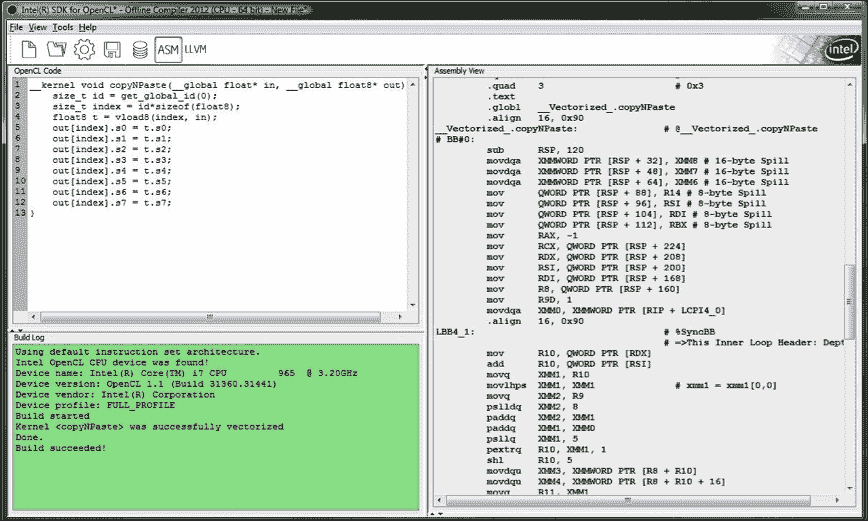 Intel(R) SDK for OpenCL* - Offline Compiler 2012 (CPU - 64 bit) - New File*
File View Tools Help
ASM LLVM
intel
OpenCL Code
1 __kernel void copyNPaste(__global float* in, __global float8* out)
2 size_t id = get_global_id(0);
3 size_t index = id*sizeof(float8);
4 float8 t = vload8(index, in);
5 out[index].s0 = t.s0;
6 out[index].s1 = t.s1;
7 out[index].s2 = t.s2;
8 out[index].s3 = t.s3;
9 out[index].s4 = t.s4;
10 out[index].s5 = t.s5;
11 out[index].s6 = t.s6;
12 out[index].s7 = t.s7;
13 }
Build Log
Using default instruction set architecture.
Intel OpenCL CPU device was found!
Device name: Intel(R) Core(TM) i7 CPU 965 @ 3.20GHz
Device version: OpenCL 1.1 (Build 31360.31441)
Device vendor: Intel(R) Corporation
Device profile: FULL_PROFILE
Build started
Kernel <copyNPaste> was successfully vectorized
Done.
Build succeeded!
Assembly View
.quad 3 # 0x3
.text
.globl __Vectorized_.copyNPaste
.align 16, 0x90
__Vectorized_.copyNPaste: # @__Vectorized_.copyNPaste
# BB#0:
sub RSP, 120
movdqa XMMWORD PTR [RSP + 32], XMM8 # 16-byte Spill
movdqa XMMWORD PTR [RSP + 48], XMM7 # 16-byte Spill
movdqa XMMWORD PTR [RSP + 64], XMM6 # 16-byte Spill
mov QWORD PTR [RSP + 88], R14 # 8-byte Spill
mov QWORD PTR [RSP + 96], RSI # 8-byte Spill
mov QWORD PTR [RSP + 104], RDI # 8-byte Spill
mov QWORD PTR [RSP + 112], RBX # 8-byte Spill
mov RAX, -1
mov RCX, QWORD PTR [RSP + 224]
mov RDX, QWORD PTR [RSP + 208]
mov RSI, QWORD PTR [RSP + 200]
mov RDI, QWORD PTR [RSP + 168]
mov R8, QWORD PTR [RSP + 160]
mov R9D, 1
movdqa XMM0, XMMWORD PTR [RIP + LCPI4_0]
.align 16, 0x90
LBB4_1: # %SyncBB
# =>This Inner Loop Header: Dept
mov R10, QWORD PTR [RDX]
add R10, QWORD PTR [RSI]
movq XMM1, R10
movlhps XMM1, XMM1 # xmm1 = xmm1[0,0]
movq XMM2, R9
pslldq XMM2, 8
paddq XMM2, XMM1
paddq XMM1, XMM0
psllq XMM1, 5
pextrq R10, XMM1, 1
shl R10, 5
movdqu XMM3, XMMWORD PTR [R8 + R10]
movdqu XMM4, XMMWORD PTR [R8 + R10 + 16]
movq R11, XMM1